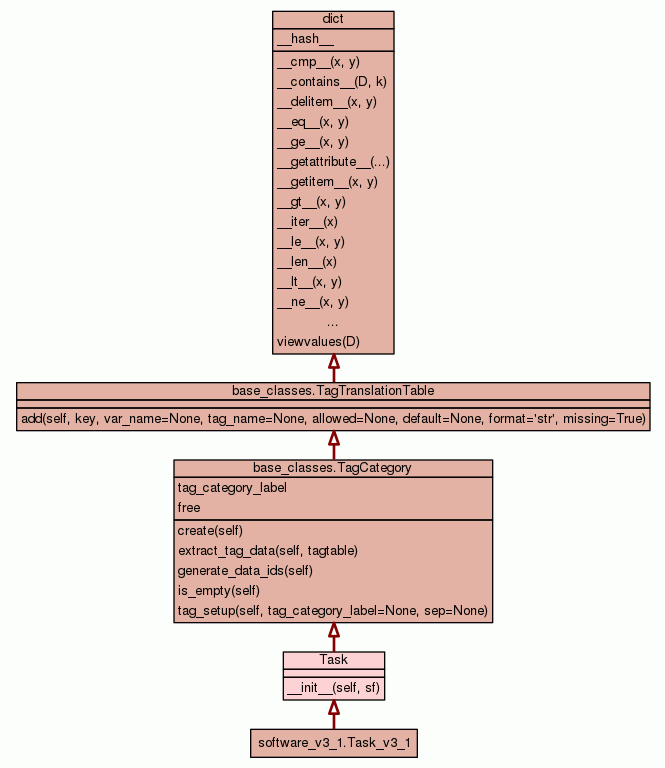 dict
__hash__
__cmp__(x, y)
__contains__(D, k)
__delitem__(x, y)
__eq__(x, y)
__ge__(x, y)
__getattribute__(...)
__getitem__(x, y)
__gt__(x, y)
__iter__(x)
__le__(x, y)
__len__(x)
__lt__(x, y)
__ne__(x, y)
...
viewvalues(D)
base_classes.TagTranslationTable
add(self, key, var_name=None, tag_name=None, allowed=None, default=None, format='str', missing=True)
base_classes.TagCategory
tag_category_label
free
create(self)
extract_tag_data(self, tagtable)
generate_data_ids(self)
is_empty(self)
tag_setup(self, tag_category_label=None, sep=None)
Task
__init__(self, sf)
software_v3_1.Task_v3_1